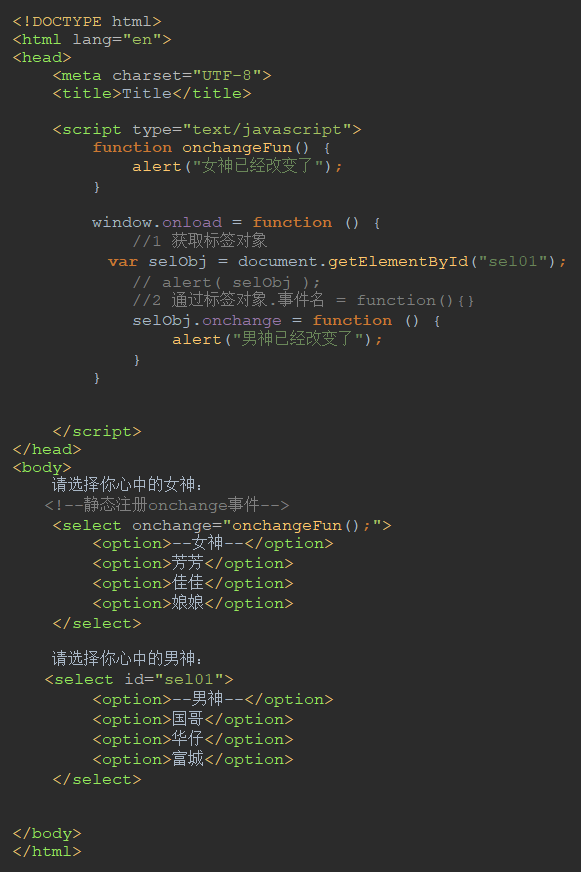 <!DOCTYPE html>
<html lang="en">
<head>
    <meta charset="UTF-8">
    <title>Title</title>

    <script type="text/javascript">
        function onchangeFun() {
            alert("女神已经改变了");
        }

        window.onload = function () {
            //1 获取标签对象
          var selObj = document.getElementById("sel01");
            // alert( selObj );
            //2 通过标签对象.事件名 = function(){}
            selObj.onchange = function () {
                alert("男神已经改变了");
            }
        }

    </script>
</head>
<body>
    请选择你心中的女神：
   <!--静态注册onchange事件-->
    <select onchange="onchangeFun();">
        <option>--女神--</option>
        <option>芳芳</option>
        <option>佳佳</option>
        <option>娘娘</option>
    </select>

    请选择你心中的男神：
   <select id="sel01">
        <option>--男神--</option>
        <option>国哥</option>
        <option>华仔</option>
        <option>富城</option>
    </select>

</body>
</html>